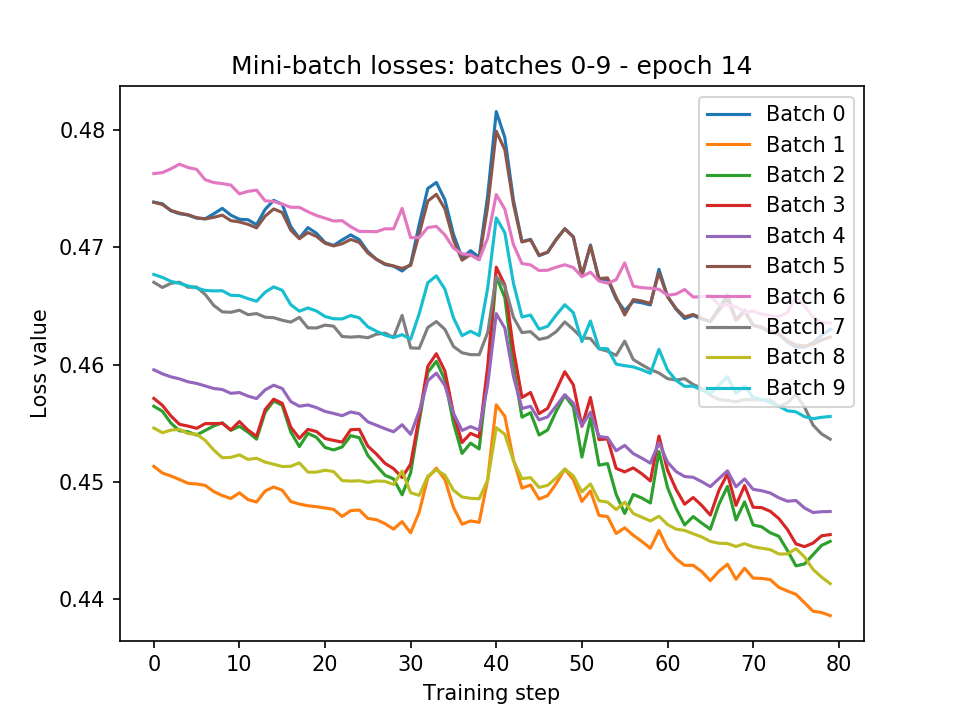 Mini-batch losses: batches 0-9 - epoch 14
Loss value
0.48
0.47
0.46
0.45
0.44
Batch 0
Batch 1
Batch 2
Batch 3
Batch 4
Batch 5
Batch 6
Batch 7
Batch 8
Batch 9
0 10 20 30 40 50 60 70 80
Training step